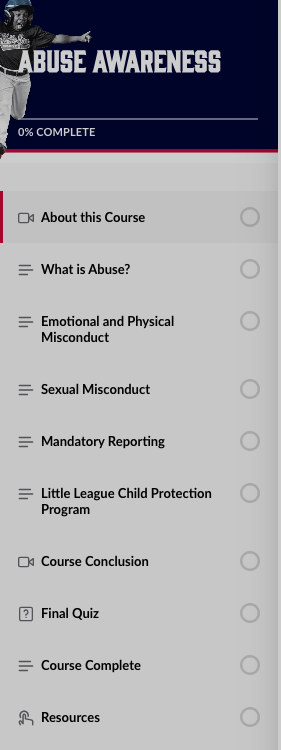 ABUSE AWARENESS
0% COMPLETE
About this Course
What is Abuse?
Emotional and Physical
Misconduct
Sexual Misconduct
Mandatory Reporting
Little League Child Protection
Program
Course Conclusion
Final Quiz
Course Complete
Resources